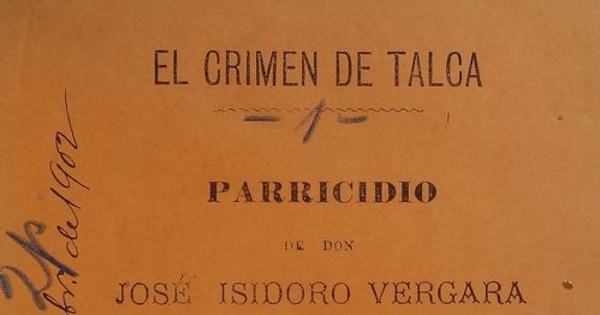 EL CRIMEN DE TALCA
- 1 -
PARRICIDIO
DE DON
JOSÉ ISIDORO VERGARA
de 1902